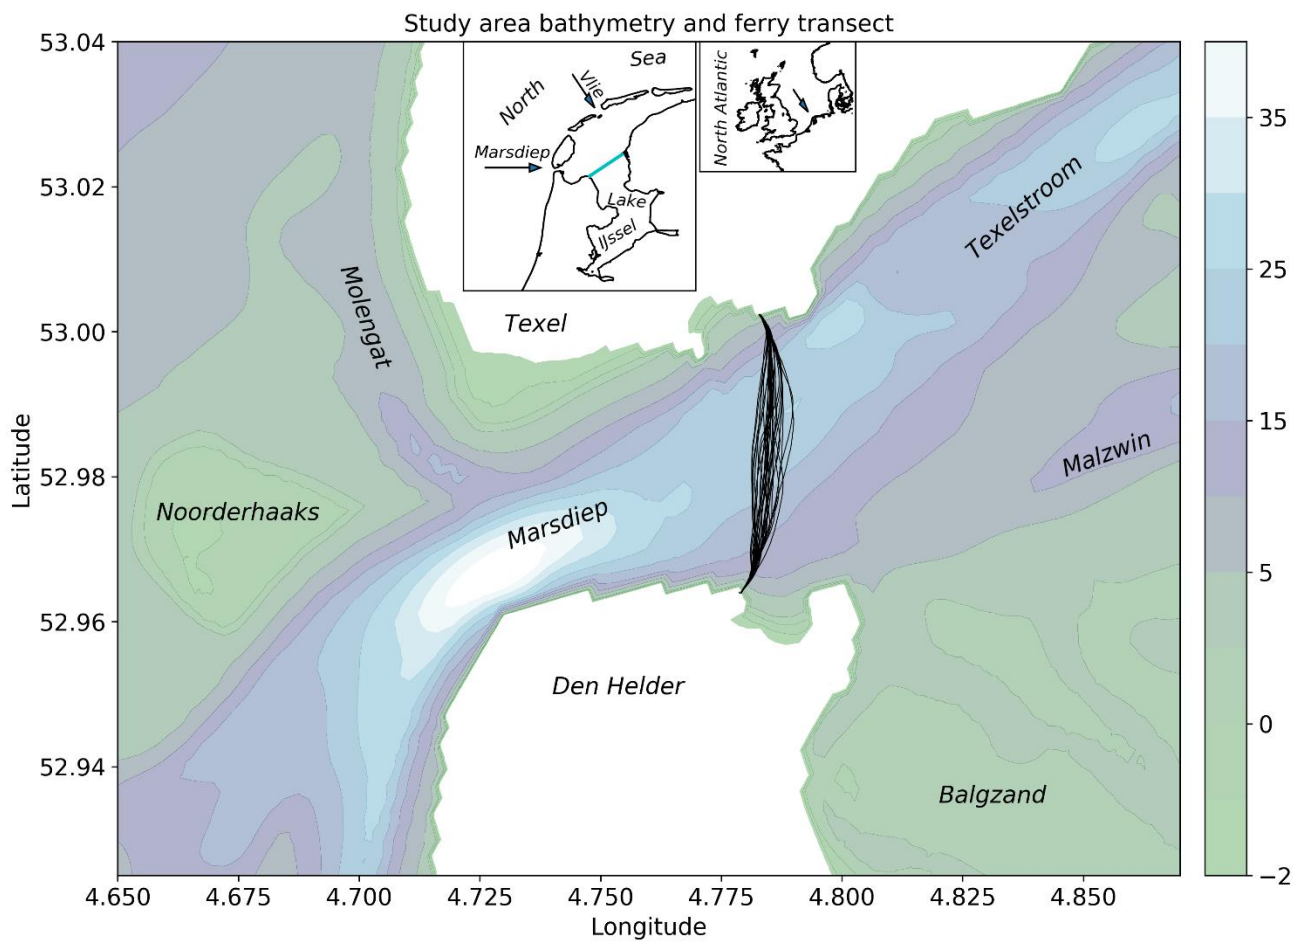 Study area bathymetry and ferry transect
53.04
53.02
53.00
52.98
52.96
52.94
Latitude
4.650
4.675
4.700
4.725
4.750
4.775
4.800
4.825
4.850
Longitude
North
Sea
Vlie
Marsdiep
Lake
IJssel
North Atlantic
Texelstroom
Molengat
Texel
Malzwin
Noorderhaaks
Marsdiep
Den Helder
Balgzand
35
25
15
5
0
−2